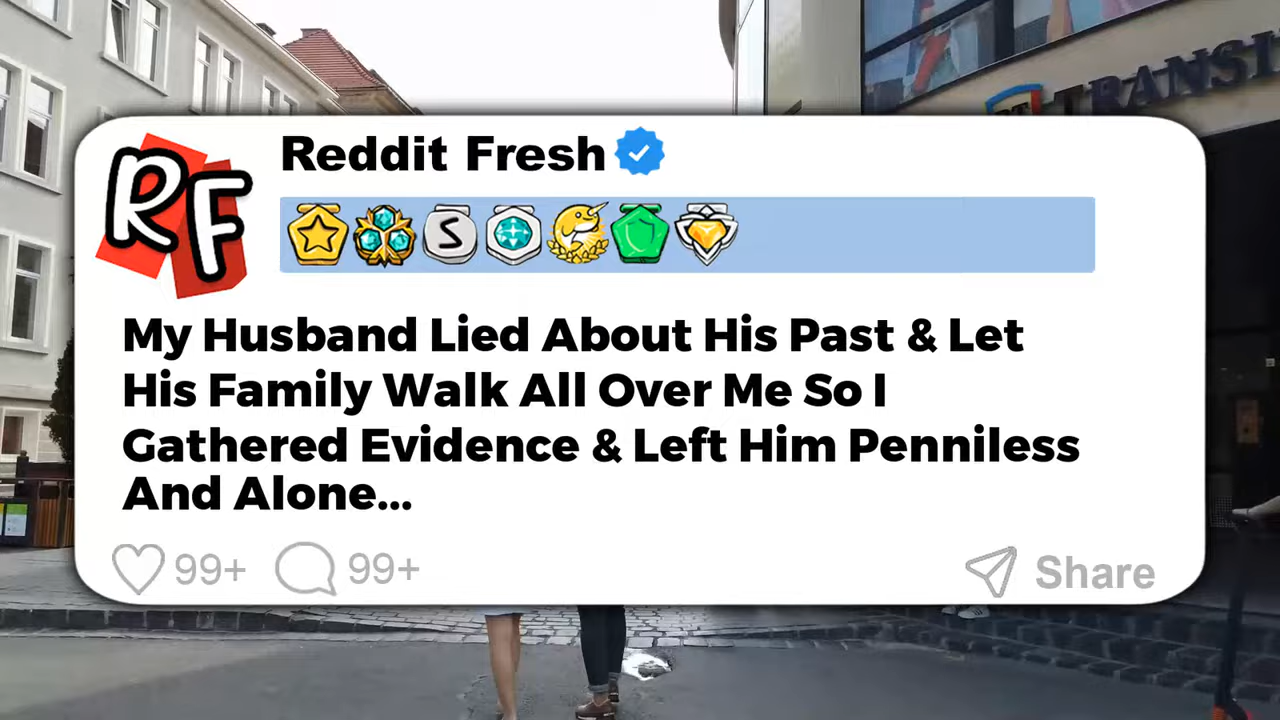 TRANSI
RF
Reddit Fresh
S
My Husband Lied About His Past & Let
His Family Walk All Over Me So I
Gathered Evidence & Left Him Penniless
And Alone...
99+ 99+ Share